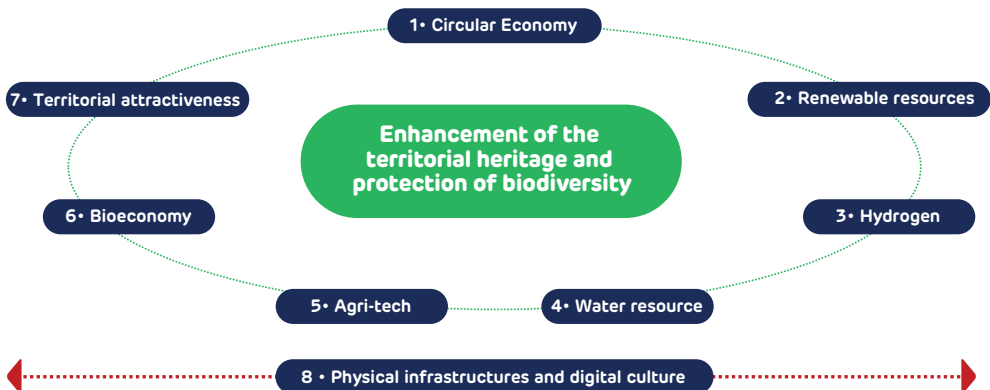 1• Circular Economy
7• Territorial attractiveness
2• Renewable resources
Enhancement of the
territorial heritage and
protection of biodiversity
6• Bioeconomy
3• Hydrogen
5• Agri-tech
4• Water resource
8 • Physical infrastructures and digital culture